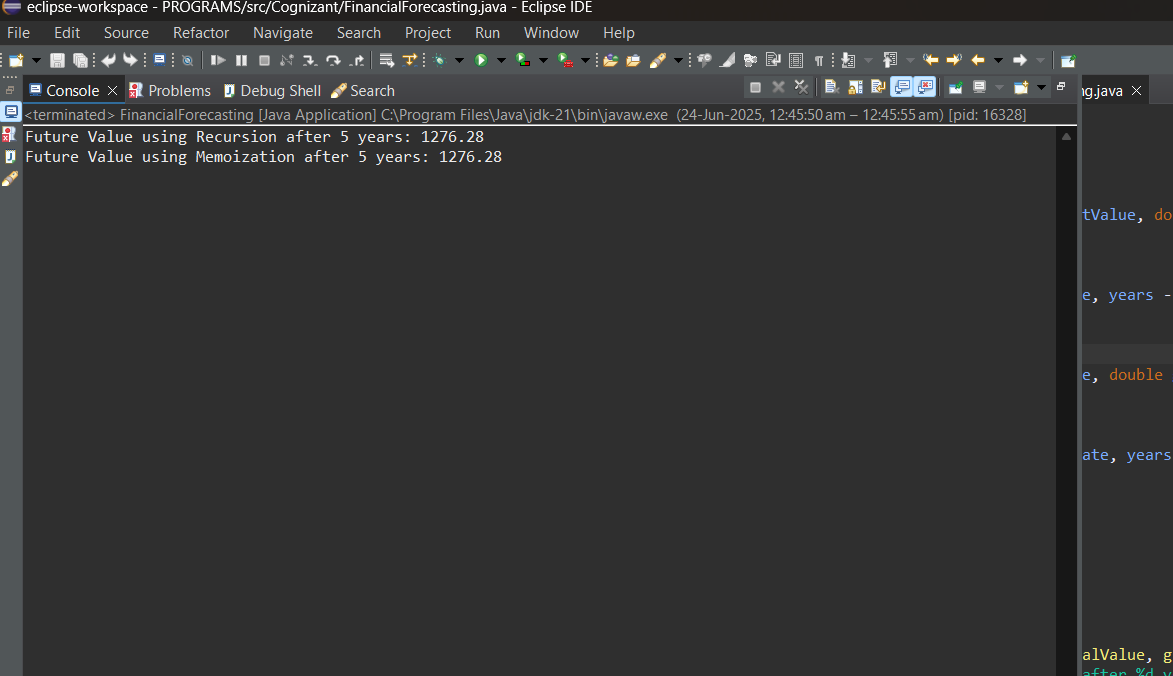 eclipse-workspace - PROGRAMS/src/Cognizant/FinancialForecasting.java - Eclipse IDE
File Edit Source Refactor Navigate Search Project Run Window Help
Console Problems Debug Shell Search
ng.java
<terminated> FinancialForecasting [Java Application] C:\Program Files\Java\jdk-21\bin\javaw.exe (24-Jun-2025, 12:45:50 am – 12:45:55 am) [pid: 16328]
Future Value using Recursion after 5 years: 1276.28
Future Value using Memoization after 5 years: 1276.28
tValue, do
e, years -
e, double
ate, years
alValue, g
after %d y